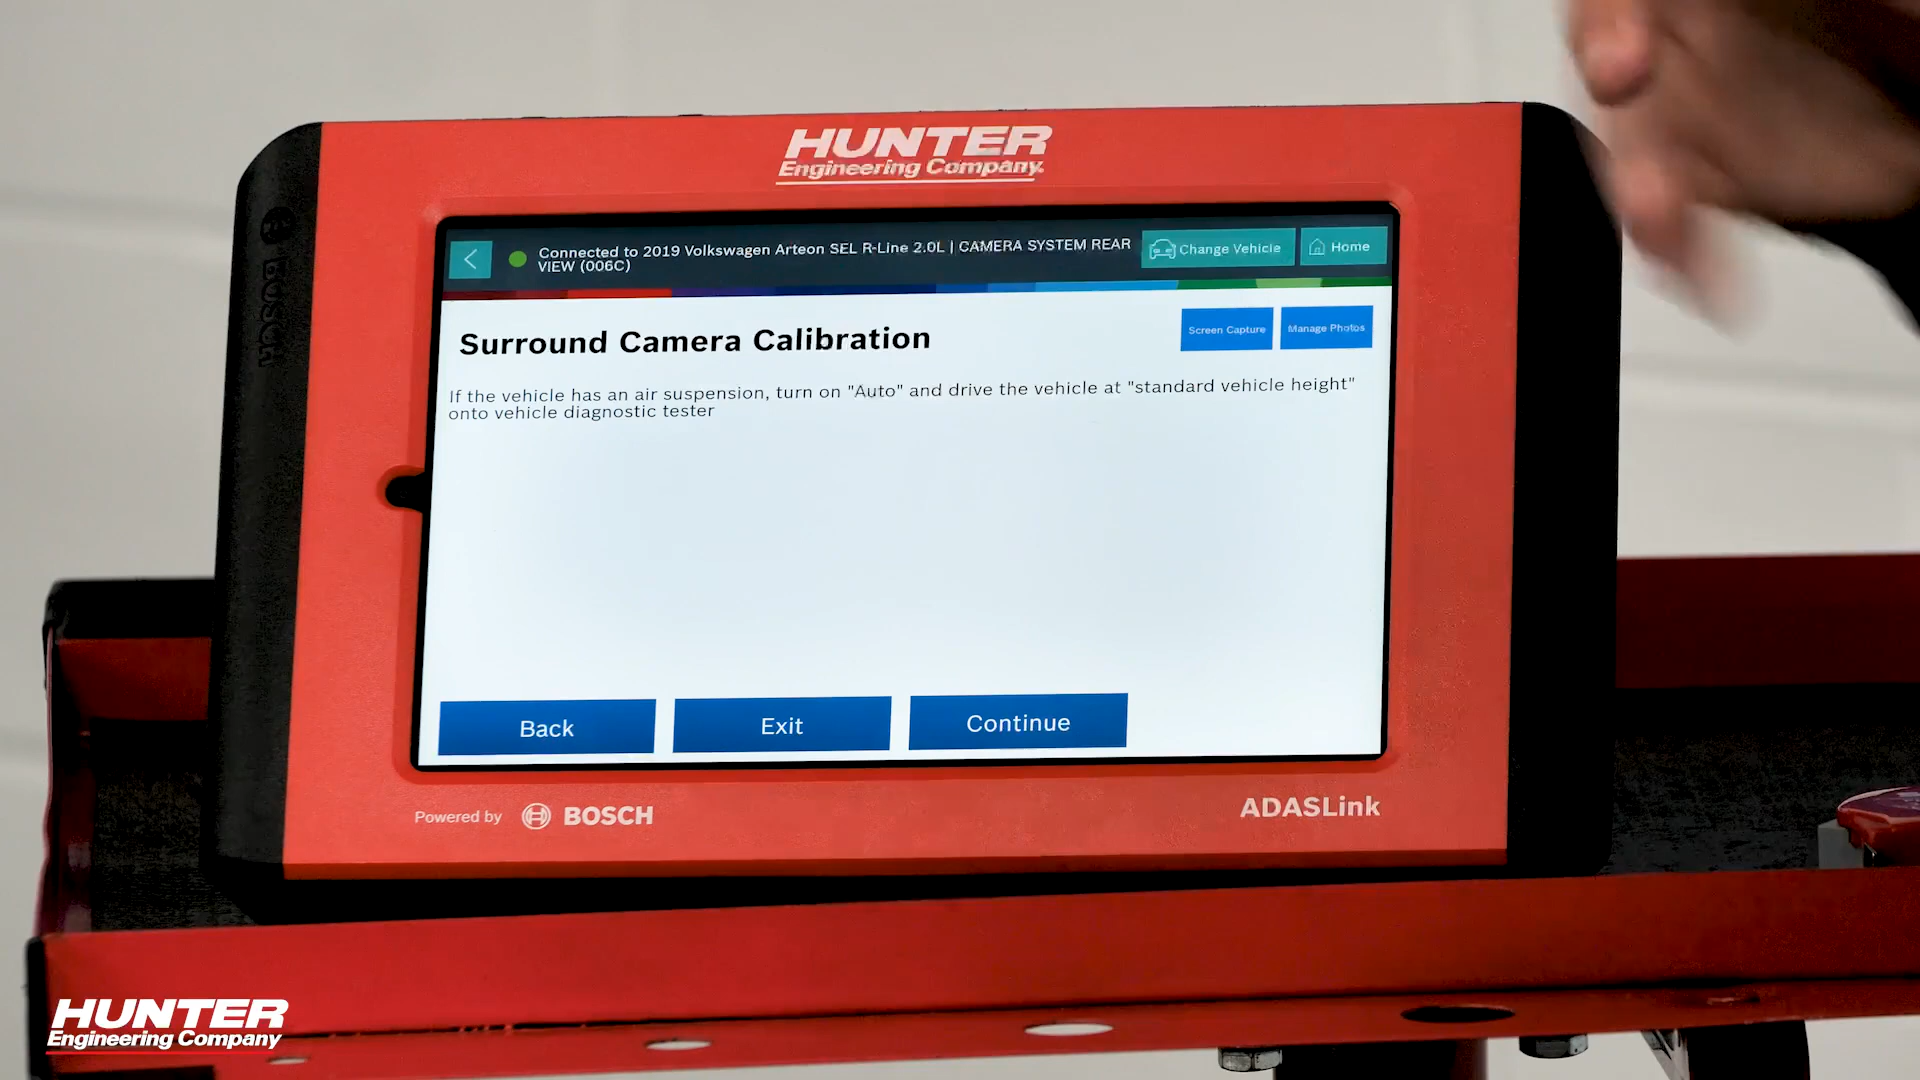 HUNTER
Engineering Company
BOSCH
Connected to 2019 Volkswagen Arteon SEL R-Line 2.0L | CAMERA SYSTEM REAR
VIEW (006C)
Change Vehicle
Home
Surround Camera Calibration
Screen Capture
Manage Photos
If the vehicle has an air suspension, turn on "Auto" and drive the vehicle at "standard vehicle height"
onto vehicle diagnostic tester
Back
Exit
Continue
Powered by BOSCH
ADASLink
HUNTER
Engineering Company